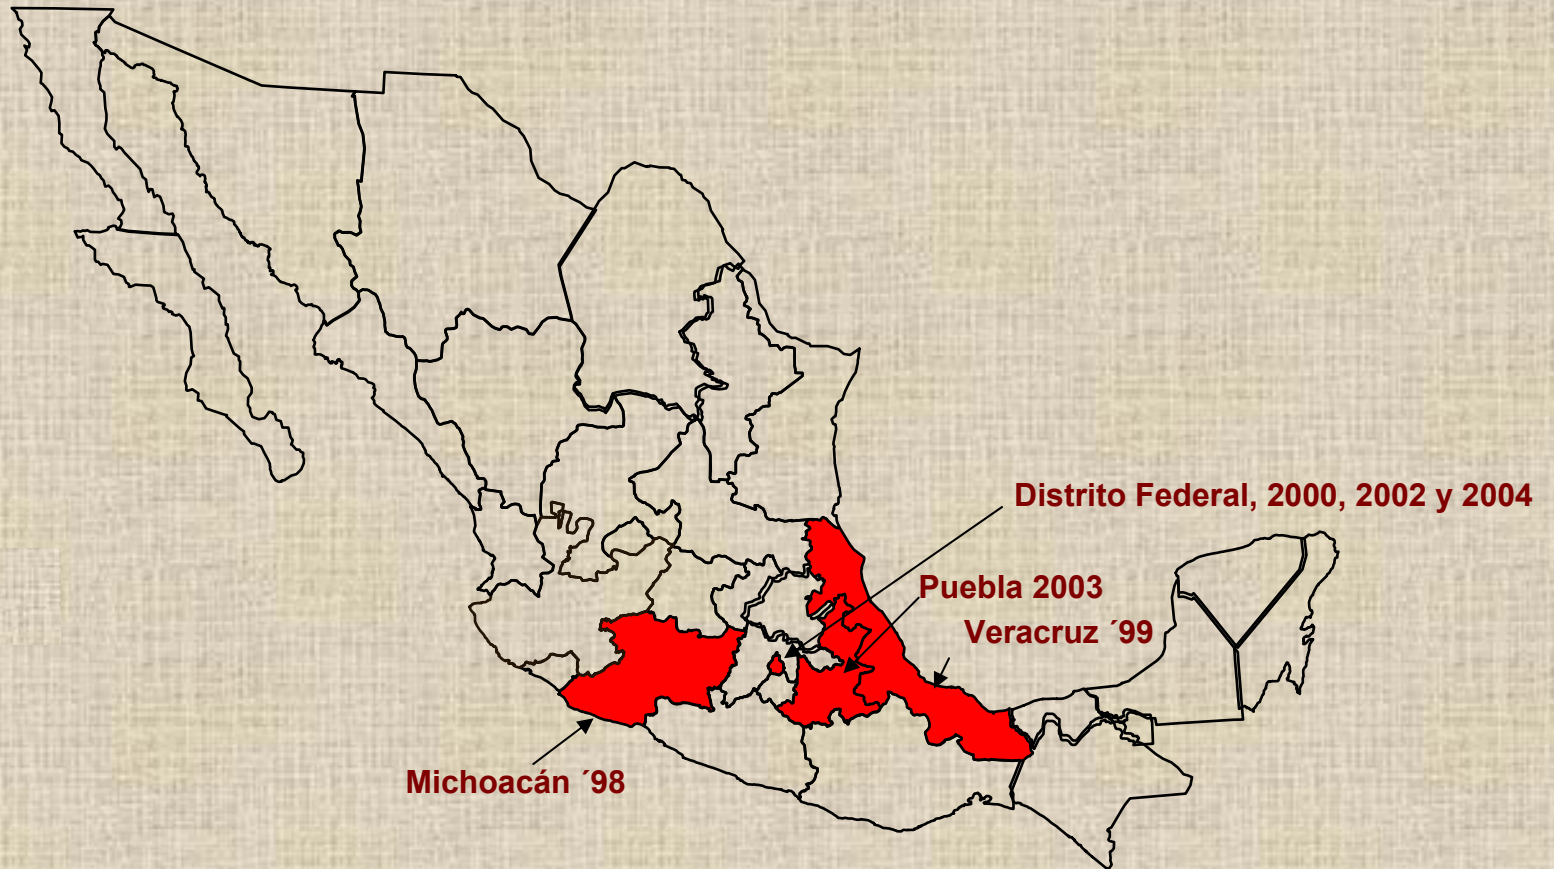 Distrito Federal, 2000, 2002 y 2004
Puebla 2003
Veracruz ´99
Michoacán ´98